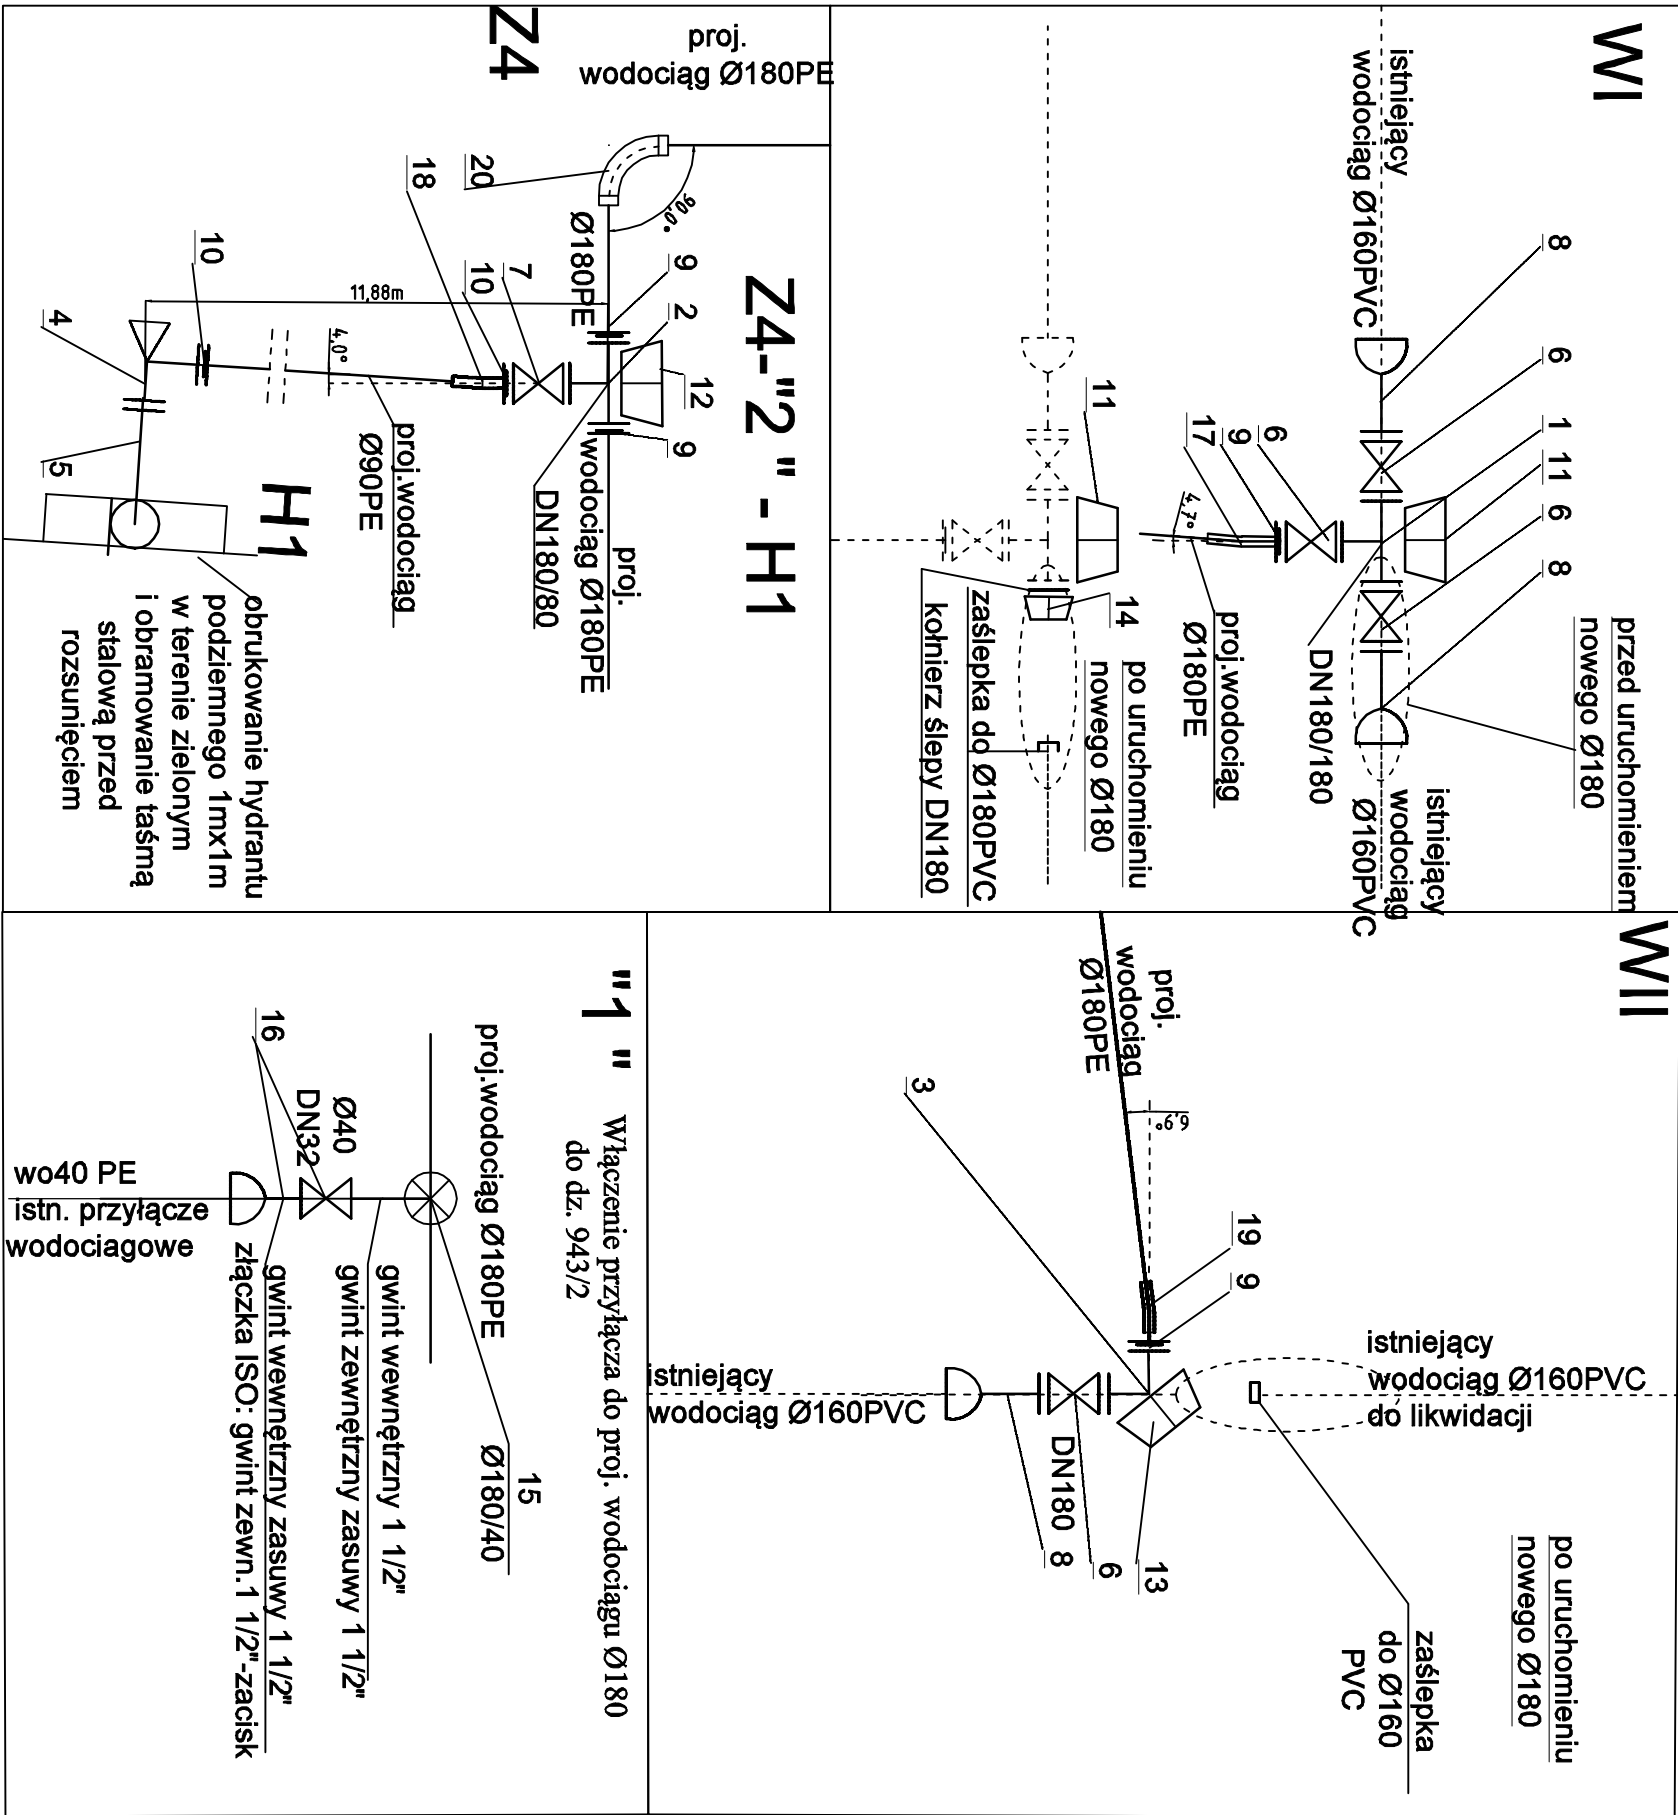 WI
istniejący
wodociąg Ø160PVC
8
6
1
11
6
8
przed uruchomieniem
nowego Ø180
istniejący
wodociąg
Ø160PVC
DN180/180
6
9
17
4,7°
proj.wodociąg
Ø180PE
11
14
po uruchomieniu
nowego Ø180
zaślepka do Ø180PVC
kołnierz ślepy DN180
Z4
proj.
wodociąg Ø180PE
Z4-"2 " - H1
20
18
90,0°
Ø180PE
9
2
7
10
12
9
10
11,88m
4,0°
4
5
proj.wodociąg
Ø90PE
DN180/80
proj.
wodociąg Ø180PE
H1
obrukowanie hydrantu
podziemnego 1mx1m
w terenie zielonym
i obramowanie taśmą
stalową przed
rozsunięciem
WII
proj.
wodociąg
Ø180PE
6,9°
3
19
9
istniejący
wodociąg Ø160PVC
do likwidacji
istniejący
wodociąg Ø160PVC
DN180
8
6
13
po uruchomieniu
nowego Ø180
zaślepka
do Ø160
PVC
"1 "
Włączenie przyłącza do proj. wodociągu Ø180
do dz. 943/2
proj.wodociąg Ø180PE
15
Ø180/40
16
Ø40
DN32
wo40 PE
istn. przyłącze
wodociagowe
gwint wewnętrzny 1 1/2"
gwint zewnętrzny zasuwy 1 1/2"
gwint wewnętrzny zasuwy 1 1/2"
złączka ISO: gwint zewn.1 1/2"-zacisk